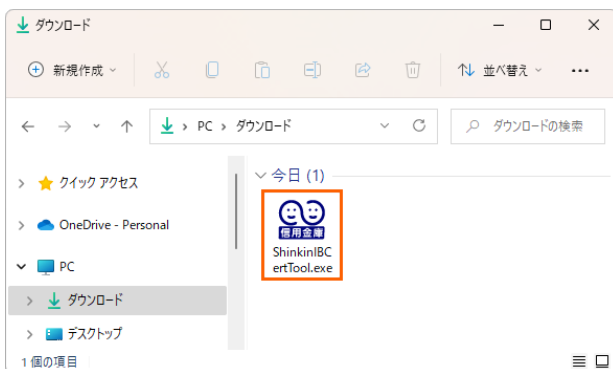 ダウンロード
新規作成
並べ替え
PC
ダウンロード
ダウンロードの検索
クイック アクセス
OneDrive - Personal
PC
ダウンロード
デスクトップ
今日 (1)
信用金庫
ShinkinIBC
ertTool.exe
1 個の項目